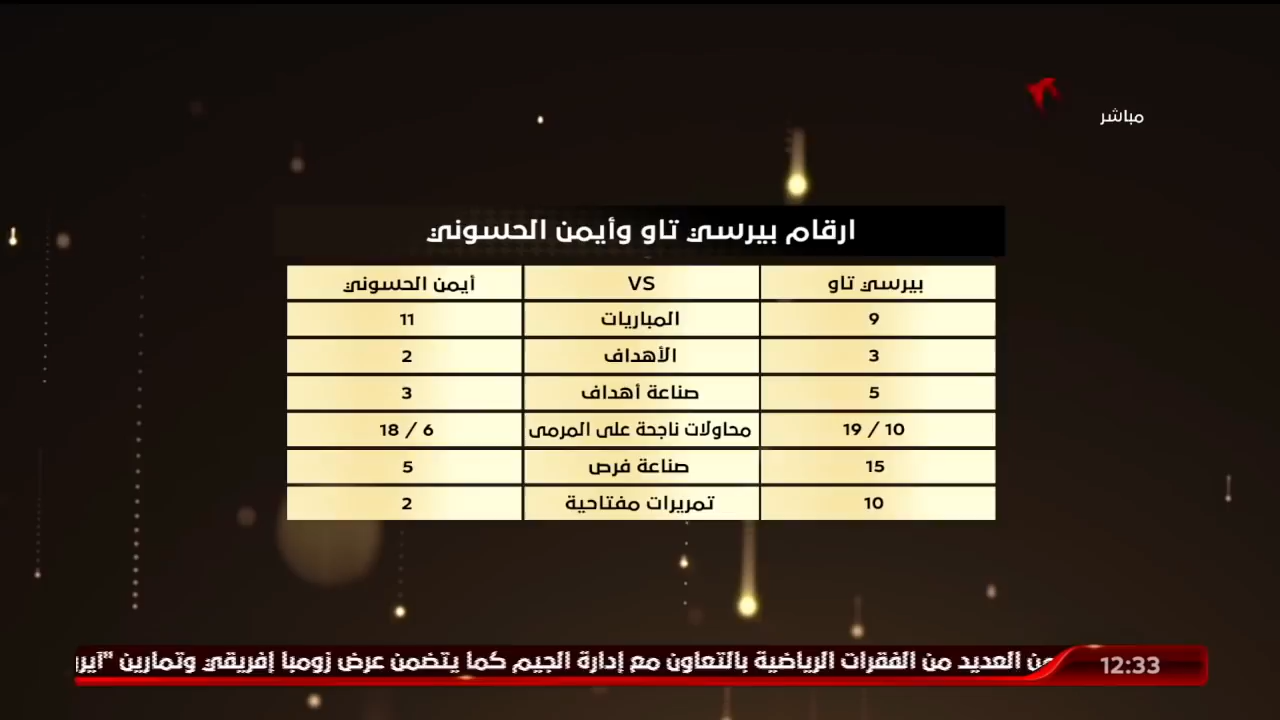 مباشر
ارقام بيرسي تاو وأيمن الحسوني
بيرسي تاو VS أيمن الحسوني
9 المباريات 11
3 الأهداف 2
5 صناعة أهداف 3
19 / 10 محاولات ناجحة على المرمى 18 / 6
15 صناعة فرص 5
10 تمريرات مفتاحية 2
12:33 من العديد من الفقرات الرياضية بالتعاون مع إدارة الجيم كما يتضمن عرض زومبا إفريقي وتمارين "آير